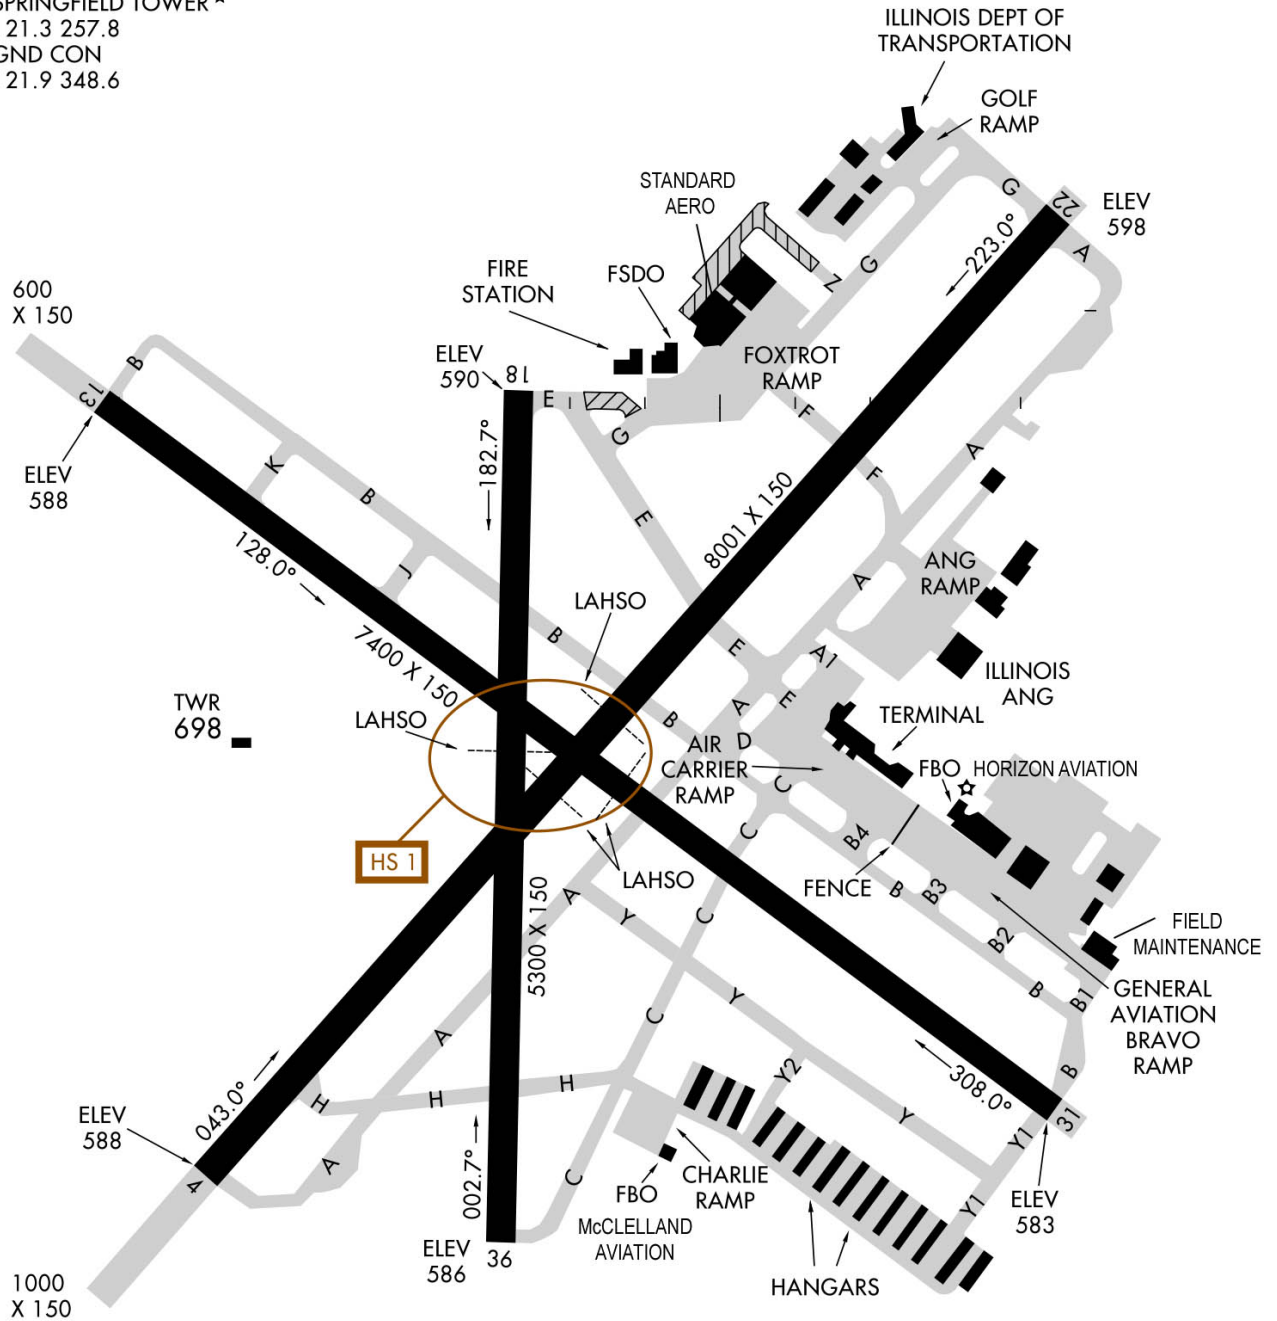 SPRINGFIELD TOWER *
21.3 257.8
GND CON
21.9 348.6
ILLINOIS DEPT OF
TRANSPORTATION
GOLF
RAMP
STANDARD
AERO
G
22
ELEV
598
223.0°
A
FIRE
STATION
FSDO
Z
G
600
X 150
B
13
ELEV
588
ELEV
590
18
E
G
FOXTROT
RAMP
F
182.7°
K
B
E
F
A
8001 X 150
128.0°
J
ANG
RAMP
A
LAHSO
7400 X 150
B
E
A1
ILLINOIS
ANG
TWR
698
LAHSO
B
A
E
D
AIR
CARRIER
RAMP
C
TERMINAL
FBO
HORIZON AVIATION
HS 1
C
B4
FENCE
B
B3
LAHSO
A
Y
C
B2
FIELD
MAINTENANCE
5300 X 150
B
B1
GENERAL
AVIATION
BRAVO
RAMP
Y
C
A
H
H
H
Y2
308.0°
B
31
043.0°
ELEV
588
4
A
002.7°
C
Y
Y1
Y1
ELEV
583
CHARLIE
RAMP
FBO
McCLELLAND
AVIATION
ELEV
586
36
HANGARS
1000
X 150